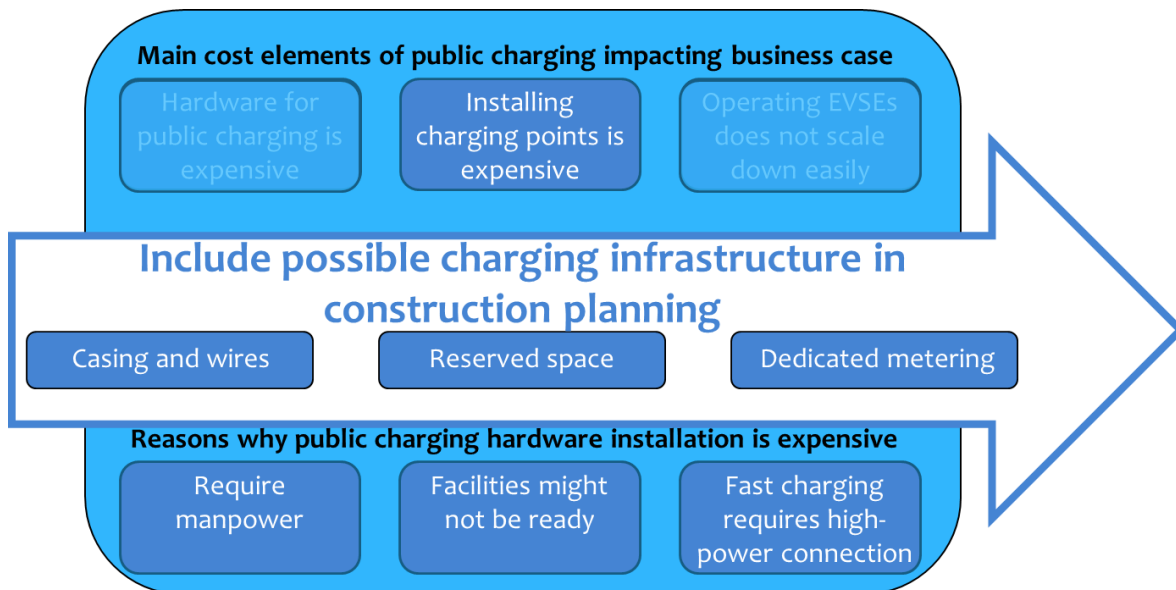 Main cost elements of public charging impacting business case
Hardware for
public charging is
expensive
Installing
charging points is
expensive
Operating EVSEs
does not scale
down easily
Include possible charging infrastructure in
construction planning
Casing and wires
Reserved space
Dedicated metering
Reasons why public charging hardware installation is expensive
Require
manpower
Facilities might
not be ready
Fast charging
requires high-
power connection